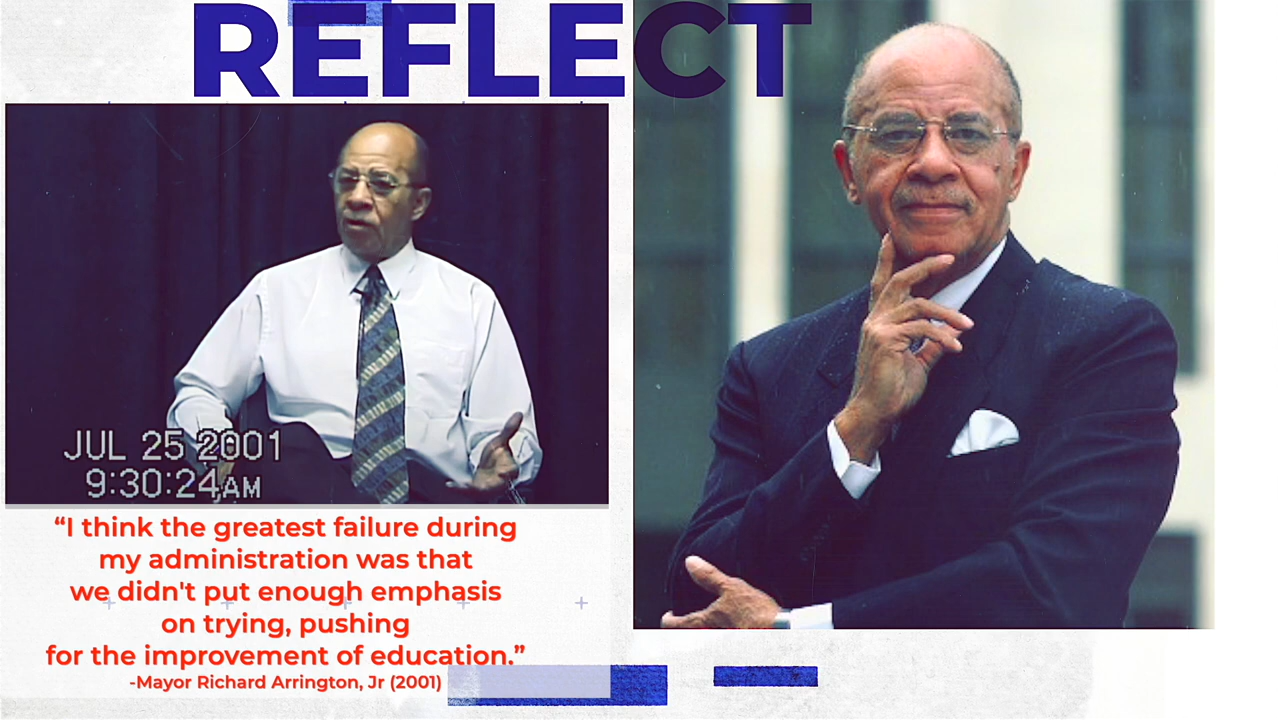 REFLECT
JUL 25 2001
9:30:24AM
“I think the greatest failure during
my administration was that
we didn't put enough emphasis
on trying, pushing
for the improvement of education.”
-Mayor Richard Arrington, Jr (2001)